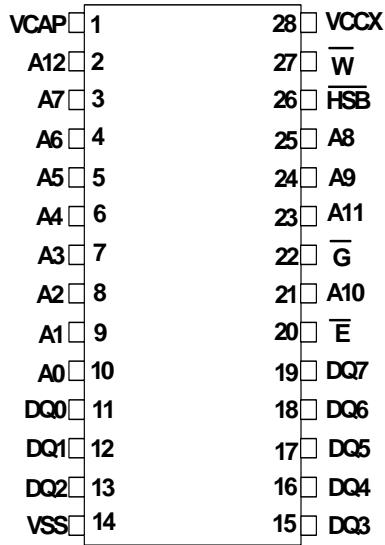 VCAP 1 28 VCCX
A12 2 27 W̅
A7 3 26 H̅S̅B̅
A6 4 25 A8
A5 5 24 A9
A4 6 23 A11
A3 7 22 G̅
A2 8 21 A10
A1 9 20 E̅
A0 10 19 DQ7
DQ0 11 18 DQ6
DQ1 12 17 DQ5
DQ2 13 16 DQ4
VSS 14 15 DQ3